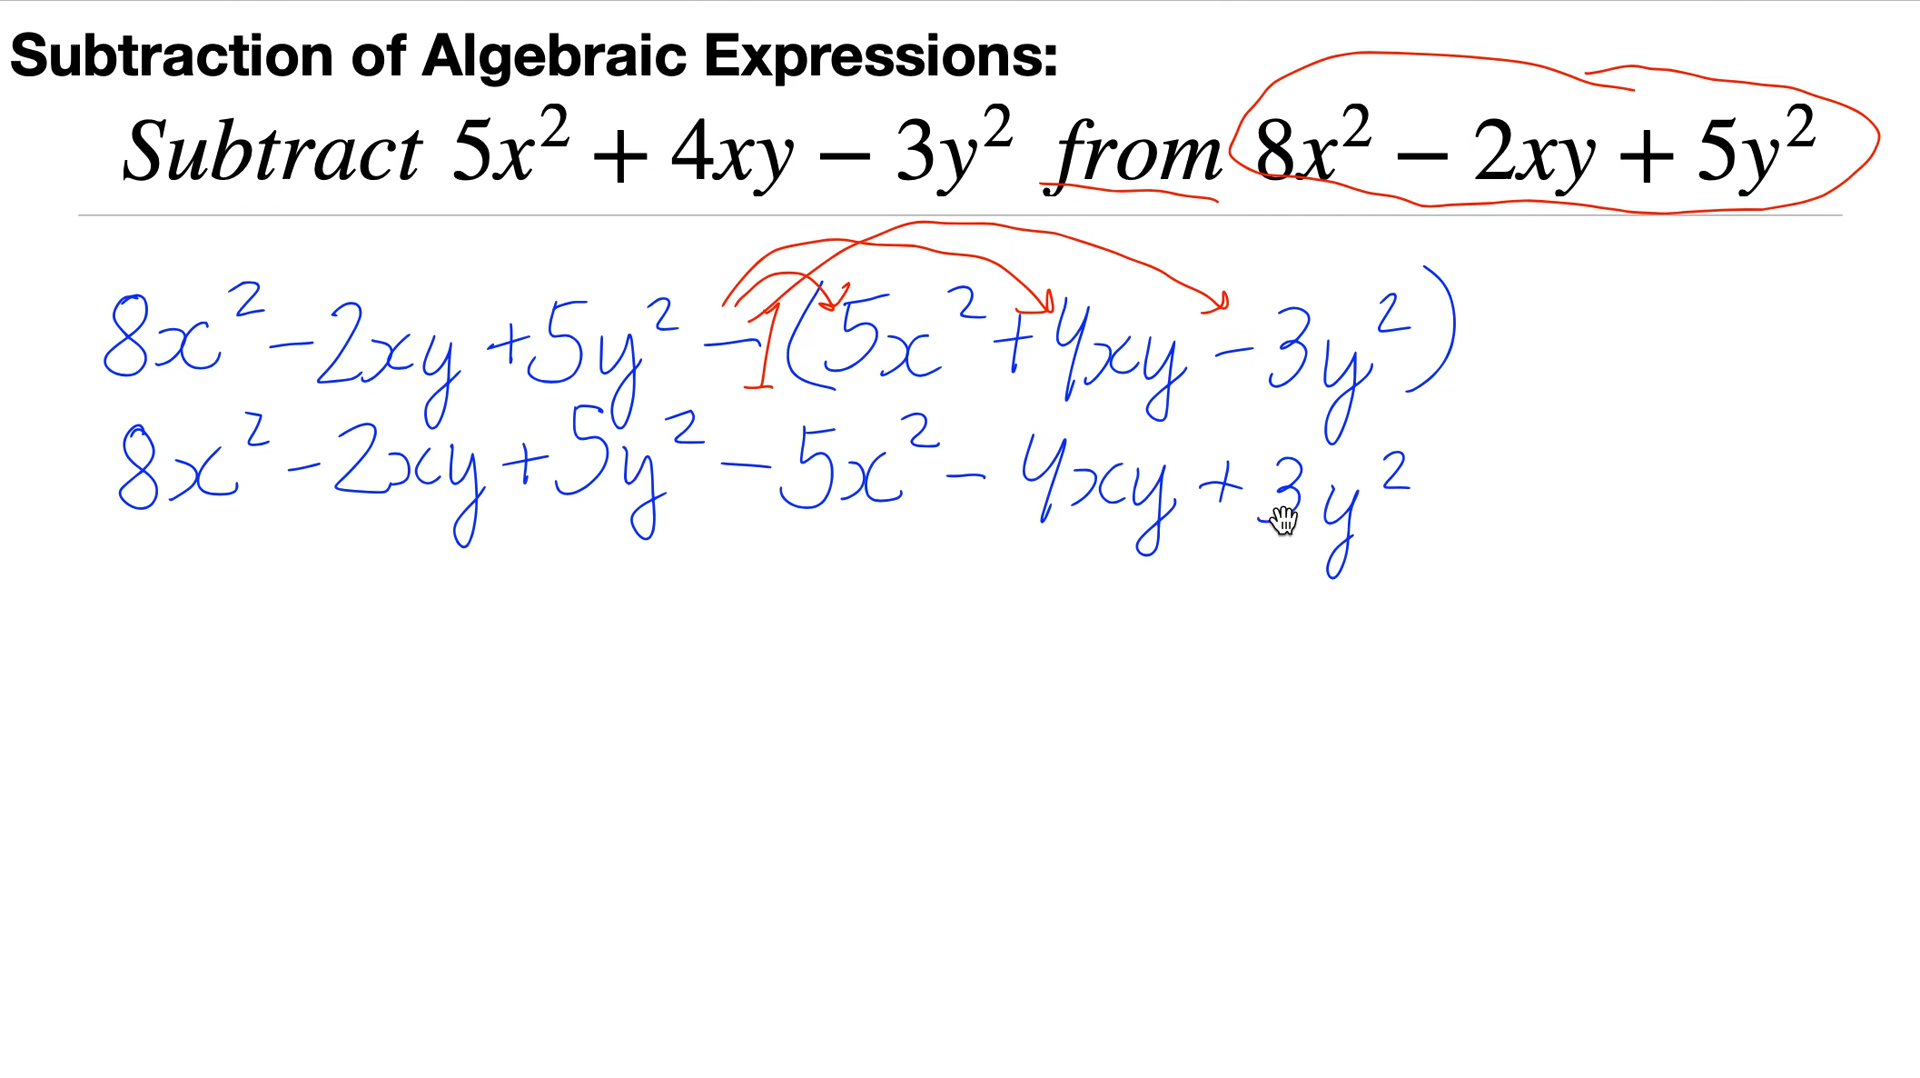 Subtraction of Algebraic Expressions:
Subtract 5x² + 4xy − 3y² from 8x² − 2xy + 5y²
8x² − 2xy + 5y² − 1(5x² + 4xy − 3y²)
8x² − 2xy + 5y² − 5x² − 4xy + 3y²